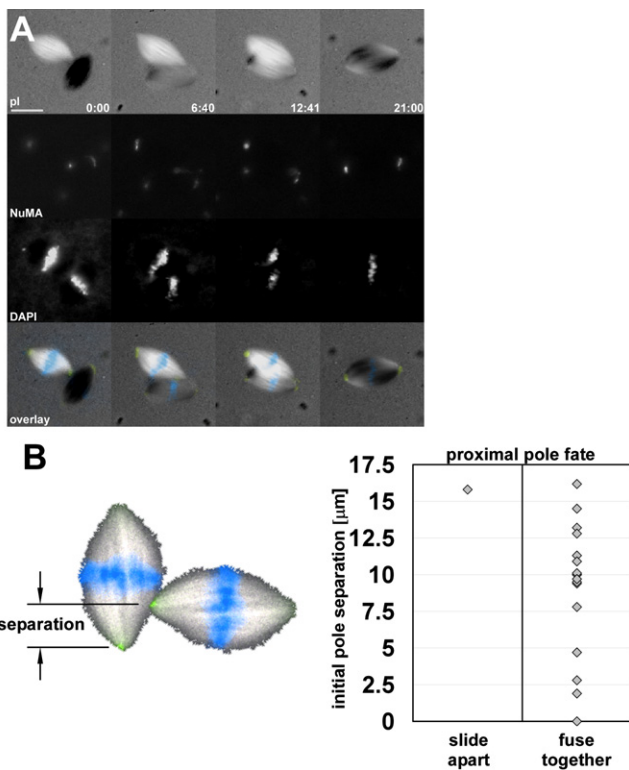 A
pl
0:00
6:40
12:41
21:00
NuMA
DAPI
overlay
B
separation
proximal pole fate
initial pole separation [μm]
17.5
15
12.5
10
7.5
5
2.5
0
slide apart
fuse together